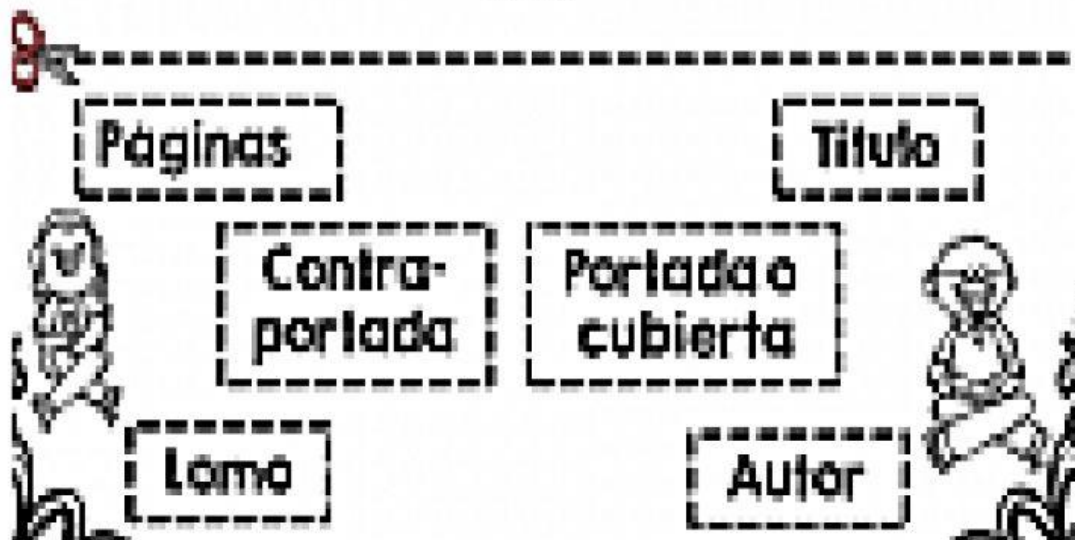 Páginas
Título
Contra-
portada
Portada o
cubierta
Lomo
Autor